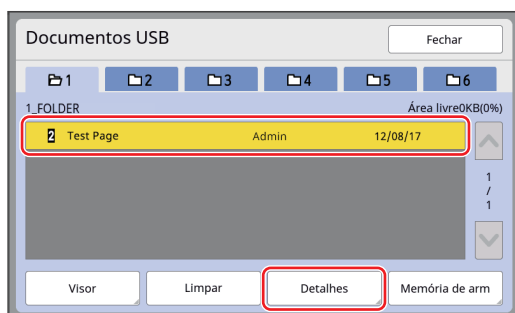 Documentos USB
Fechar
1 2 3 4 5 6
1_FOLDER Área livre0KB(0%)
2 Test Page Admin 12/08/17
1
/
1
Visor Limpar Detalhes Memória de arm